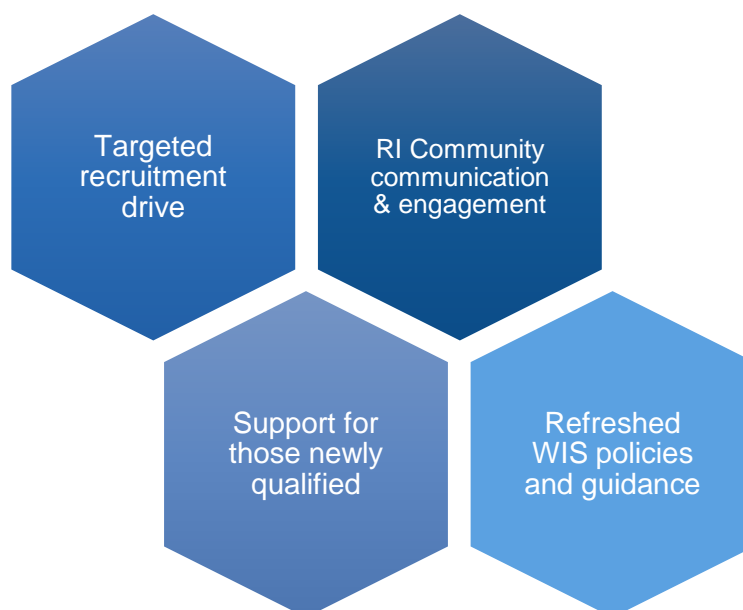 Targeted
recruitment
drive
RI Community
communication
& engagement
Support for
those newly
qualified
Refreshed
WIS policies
and guidance